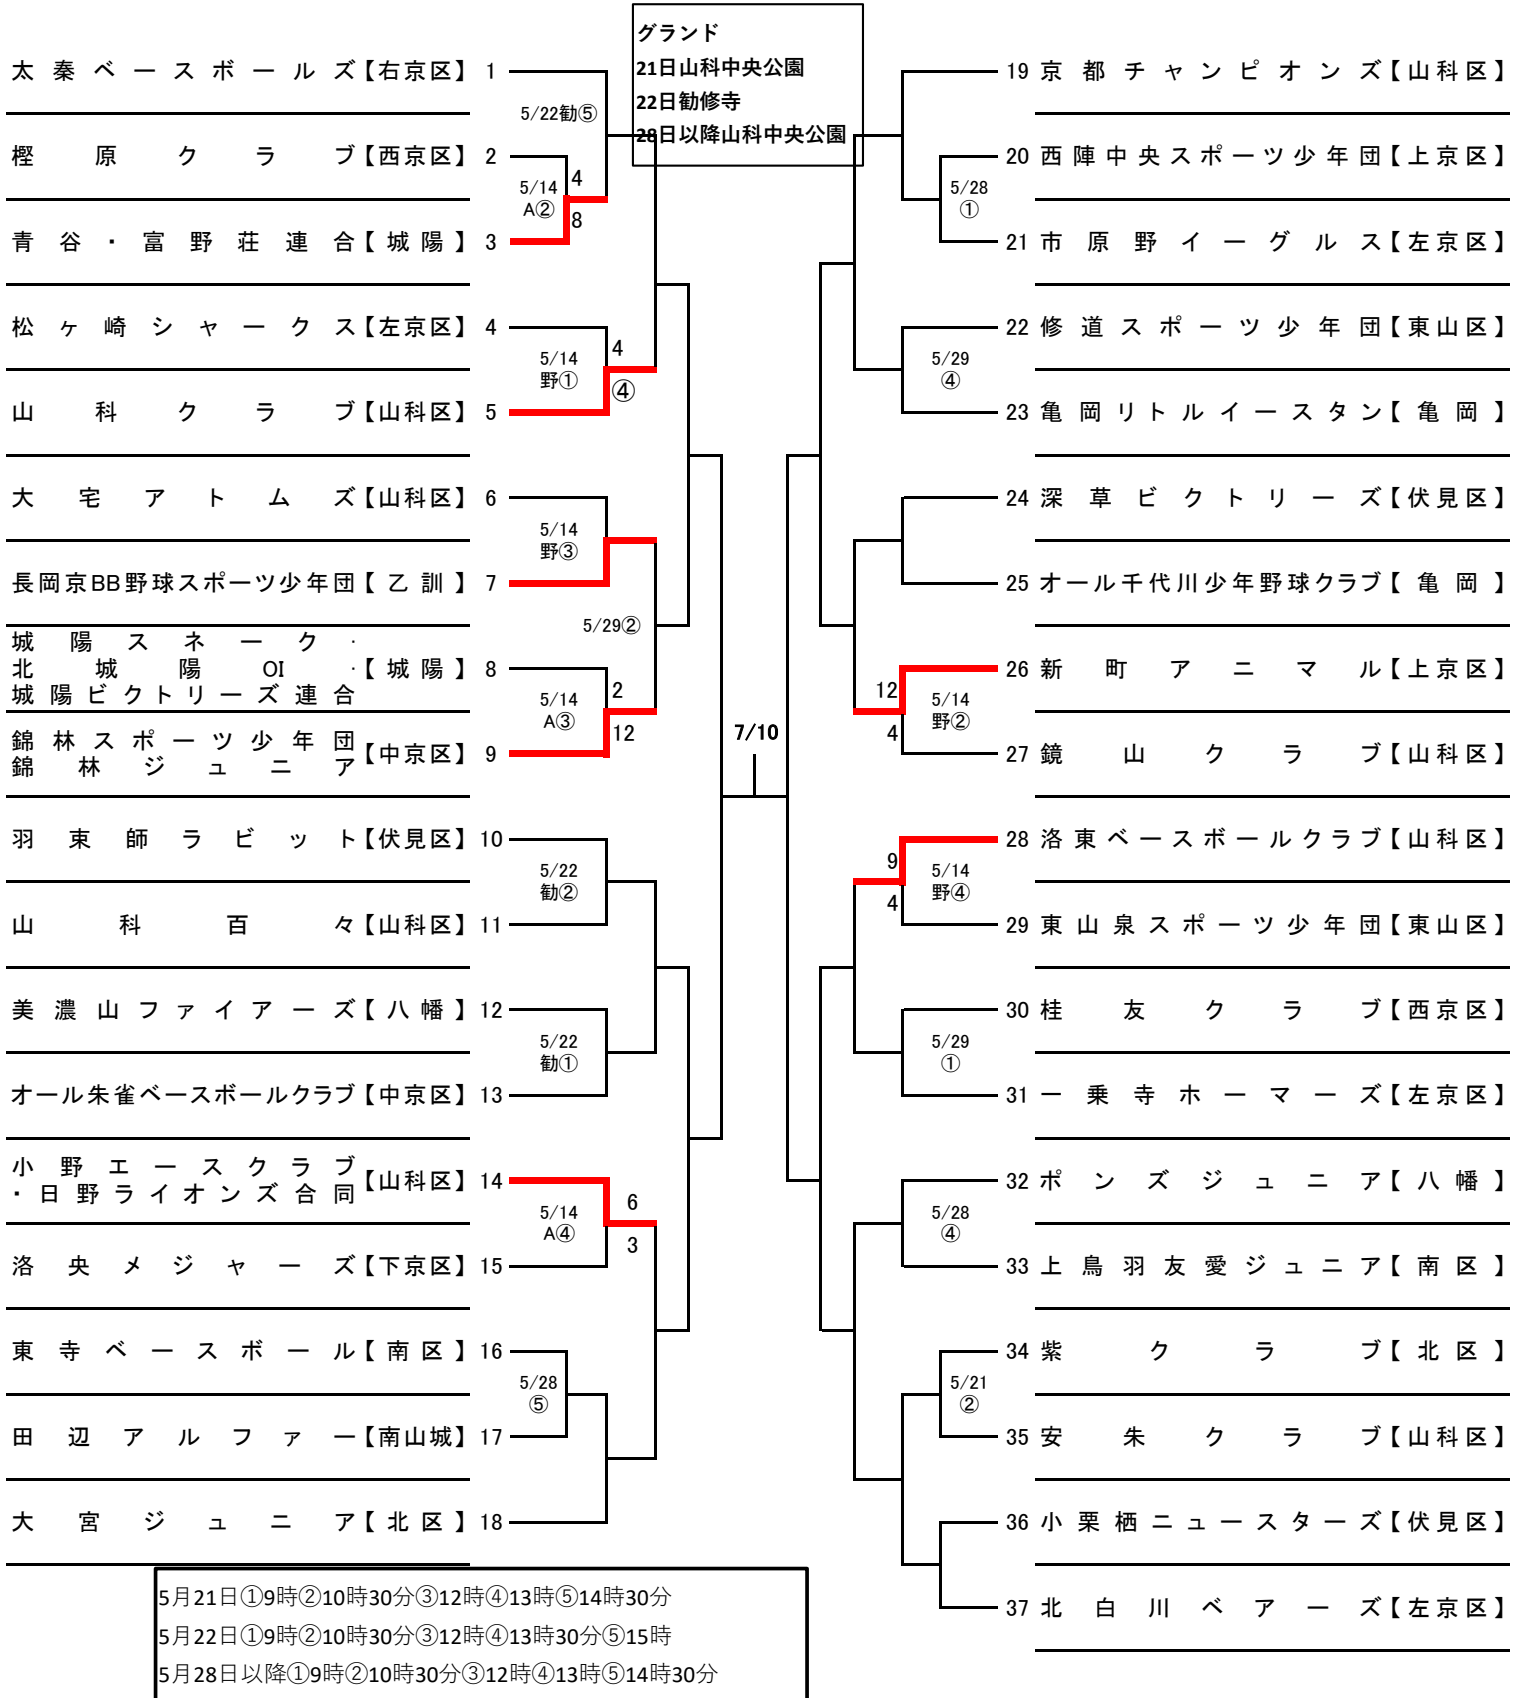 グランド
21日山科中央公園
22日勧修寺
28日以降山科中央公園
太秦ベースボールズ【右京区】 1
5/22勧⑤
樫原クラブ【西京区】 2
5/14
A②
4
8
青谷・富野荘連合【城陽】 3
松ヶ崎シャークス【左京区】 4
5/14
野①
4
④
山科クラブ【山科区】 5
大宅アトムズ【山科区】 6
5/14
野③
長岡京BB野球スポーツ少年団【乙訓】 7
5/29②
城陽スネーク・
北城陽OI・
城陽ビクトリーズ連合
【城陽】 8
5/14
A③
2
12
錦林スポーツ少年団
錦林ジュニア
【中京区】 9
羽束師ラビット【伏見区】 10
5/22
勧②
山科百々【山科区】 11
美濃山ファイアーズ【八幡】 12
5/22
勧①
オール朱雀ベースボールクラブ【中京区】 13
小野エースクラブ
・日野ライオンズ合同
【山科区】 14
5/14
A④
6
3
洛央メジャーズ【下京区】 15
東寺ベースボール【南区】 16
5/28
⑤
田辺アルファー【南山城】 17
大宮ジュニア【北区】 18
7/10
19 京都チャンピオンズ【山科区】
20 西陣中央スポーツ少年団【上京区】
5/28
①
21 市原野イーグルス【左京区】
22 修道スポーツ少年団【東山区】
5/29
④
23 亀岡リトルイースタン【亀岡】
24 深草ビクトリーズ【伏見区】
25 オール千代川少年野球クラブ【亀岡】
26 新町アニマル【上京区】
12
4
5/14
野②
27 鏡山クラブ【山科区】
28 洛東ベースボールクラブ【山科区】
9
4
5/14
野④
29 東山泉スポーツ少年団【東山区】
30 桂友クラブ【西京区】
5/29
①
31 一乗寺ホーマーズ【左京区】
32 ポンズジュニア【八幡】
5/28
④
33 上鳥羽友愛ジュニア【南区】
34 紫クラブ【北区】
5/21
②
35 安朱クラブ【山科区】
36 小栗栖ニュースターズ【伏見区】
37 北白川ベアーズ【左京区】
5月21日①9時②10時30分③12時④13時⑤14時30分
5月22日①9時②10時30分③12時④13時30分⑤15時
5月28日以降①9時②10時30分③12時④13時⑤14時30分